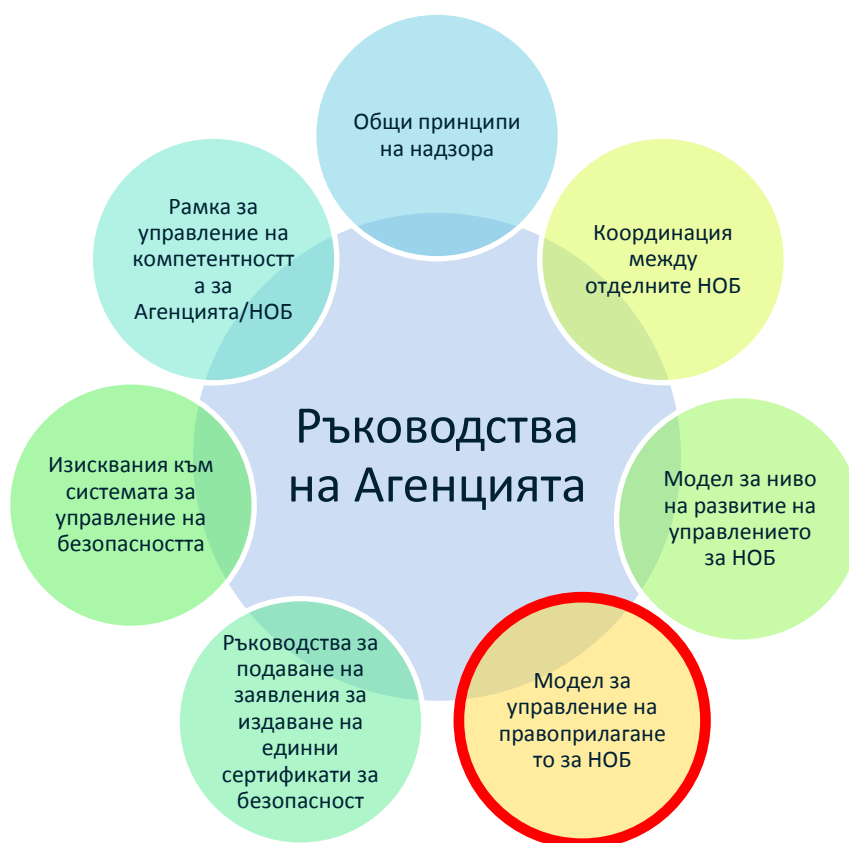 Общи принципи
на надзора
Координация
между
отделните НОБ
Модел за ниво
на развитие на
управлението
за НОБ
Модел за
управление на
правоприлагане
то за НОБ
Ръководства за
подаване на
заявления за
издаване на
единни
сертификати за
безопасност
Изисквания към
системата за
управление на
безопасността
Рамка за
управление на
компетентност
а за
Агенцията/НОБ
Ръководства
на Агенцията